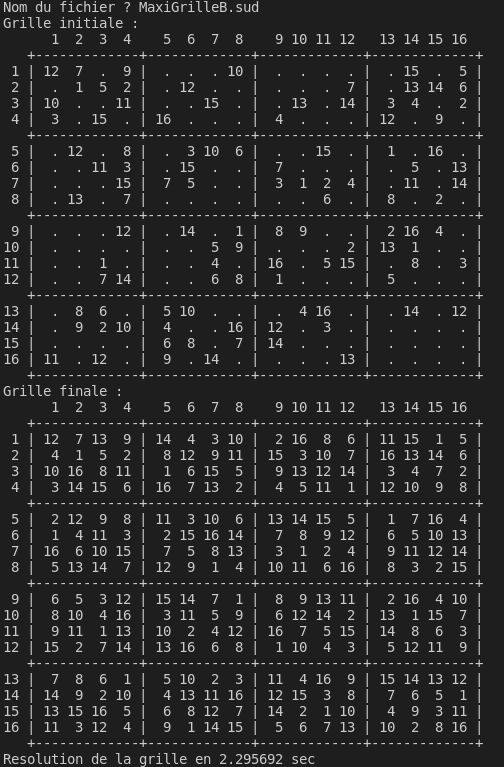 Nom du fichier ? MaxiGrilleB.sud
Grille initiale :
      1  2  3  4    5  6  7  8    9 10 11 12   13 14 15 16
   +-------------+-------------+-------------+-------------+
 1 | 12  7  .  9 |  .  .  . 10 |  .  .  .  . |  . 15  .  5 |
 2 |  .  1  5  2 |  . 12  .  . |  .  .  .  7 |  . 13 14  6 |
 3 | 10  .  . 11 |  .  . 15  . |  . 13  . 14 |  3  4  .  2 |
 4 |  3  . 15  . | 16  .  .  . |  4  .  .  . | 12  .  9  . |
   +-------------+-------------+-------------+-------------+
 5 |  . 12  .  8 |  .  3 10  6 |  .  . 15  . |  1  . 16  . |
 6 |  .  . 11  3 |  . 15  .  . |  7  .  .  . |  .  5  . 13 |
 7 |  .  .  . 15 |  7  5  .  . |  3  1  2  4 |  . 11  . 14 |
 8 |  . 13  .  7 |  .  .  .  . |  .  .  6  . |  8  .  2  . |
   +-------------+-------------+-------------+-------------+
 9 |  .  .  . 12 |  . 14  .  1 |  8  9  .  . |  2 16  4  . |
10 |  .  .  .  . |  .  .  5  9 |  .  .  .  2 | 13  1  .  . |
11 |  .  .  1  . |  .  .  4  . | 16  .  5 15 |  .  8  .  3 |
12 |  .  .  7 14 |  .  .  6  8 |  1  .  .  . |  5  .  .  . |
   +-------------+-------------+-------------+-------------+
13 |  .  8  6  . |  5 10  .  . |  .  4 16  . |  . 14  . 12 |
14 |  .  9  2 10 |  4  .  . 16 | 12  .  3  . |  .  .  .  . |
15 |  .  .  .  . |  6  8  .  7 | 14  .  .  . |  .  .  .  . |
16 | 11  . 12  . |  9  . 14  . |  .  .  . 13 |  .  .  .  . |
   +-------------+-------------+-------------+-------------+
Grille finale :
      1  2  3  4    5  6  7  8    9 10 11 12   13 14 15 16
   +-------------+-------------+-------------+-------------+
 1 | 12  7 13  9 | 14  4  3 10 |  2 16  8  6 | 11 15  1  5 |
 2 |  4  1  5  2 |  8 12  9 11 | 15  3 10  7 | 16 13 14  6 |
 3 | 10 16  8 11 |  1  6 15  5 |  9 13 12 14 |  3  4  7  2 |
 4 |  3 14 15  6 | 16  7 13  2 |  4  5 11  1 | 12 10  9  8 |
   +-------------+-------------+-------------+-------------+
 5 |  2 12  9  8 | 11  3 10  6 | 13 14 15  5 |  1  7 16  4 |
 6 |  1  4 11  3 |  2 15 16 14 |  7  8  9 12 |  6  5 10 13 |
 7 | 16  6 10 15 |  7  5  8 13 |  3  1  2  4 |  9 11 12 14 |
 8 |  5 13 14  7 | 12  9  1  4 | 10 11  6 16 |  8  3  2 15 |
   +-------------+-------------+-------------+-------------+
 9 |  6  5  3 12 | 15 14  7  1 |  8  9 13 11 |  2 16  4 10 |
10 |  8 10  4 16 |  3 11  5  9 |  6 12 14  2 | 13  1 15  7 |
11 |  9 11  1 13 | 10  2  4 12 | 16  7  5 15 | 14  8  6  3 |
12 | 15  2  7 14 | 13 16  6  8 |  1 10  4  3 |  5 12 11  9 |
   +-------------+-------------+-------------+-------------+
13 |  7  8  6  1 |  5 10  2  3 | 11  4 16  9 | 15 14 13 12 |
14 | 14  9  2 10 |  4 13 11 16 | 12 15  3  8 |  7  6  5  1 |
15 | 13 15 16  5 |  6  8 12  7 | 14  2  1 10 |  4  9  3 11 |
16 | 11  3 12  4 |  9  1 14 15 |  5  6  7 13 | 10  2  8 16 |
   +-------------+-------------+-------------+-------------+
Resolution de la grille en 2.295692 sec